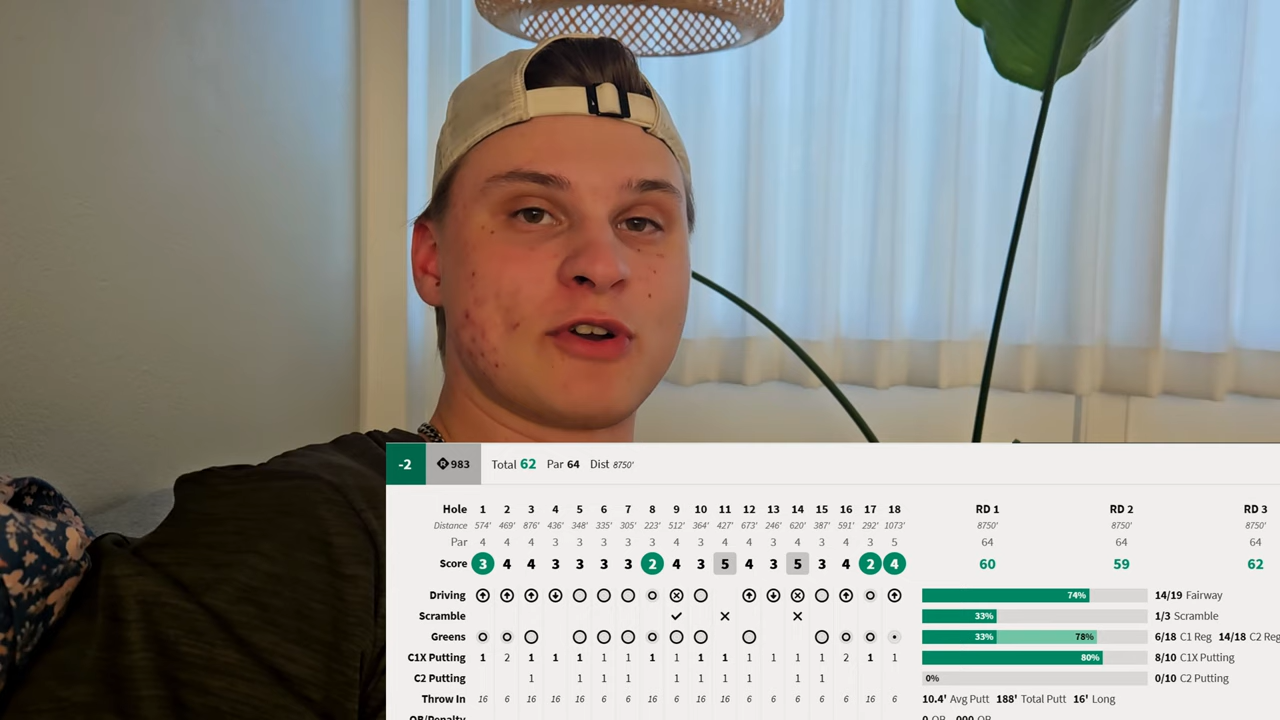 -2 R 983 Total 62 Par 64 Dist 8750'
Hole 1 2 3 4 5 6 7 8 9 10 11 12 13 14 15 16 17 18 RD 1 RD 2 RD 3
Distance 574' 469' 876' 436' 348' 335' 305' 223' 512' 364' 427' 673' 246' 620' 387' 591' 292' 1073' 8750' 8750' 8750'
Par 4 4 4 3 3 3 3 3 4 3 3 4 3 4 3 4 3 5 64 64 64
Score 3 4 4 3 3 3 3 2 4 3 5 4 3 5 3 4 2 4 60 59 62
Driving 74% 14/19 Fairway
Scramble 33% 1/3 Scramble
Greens 33% 78% 6/18 C1 Reg 14/18 C2 Reg
C1X Putting 1 2 1 1 1 1 1 1 1 1 1 1 1 1 1 2 1 1 80% 8/10 C1X Putting
C2 Putting 1 1 1 1 1 1 1 1 1 1 0% 0/10 C2 Putting
Throw In 16 6 16 16 16 6 6 16 6 16 16 6 6 6 6 6 16 6 10.4' Avg Putt 188' Total Putt 16' Long
OB/Penalty 0 OB